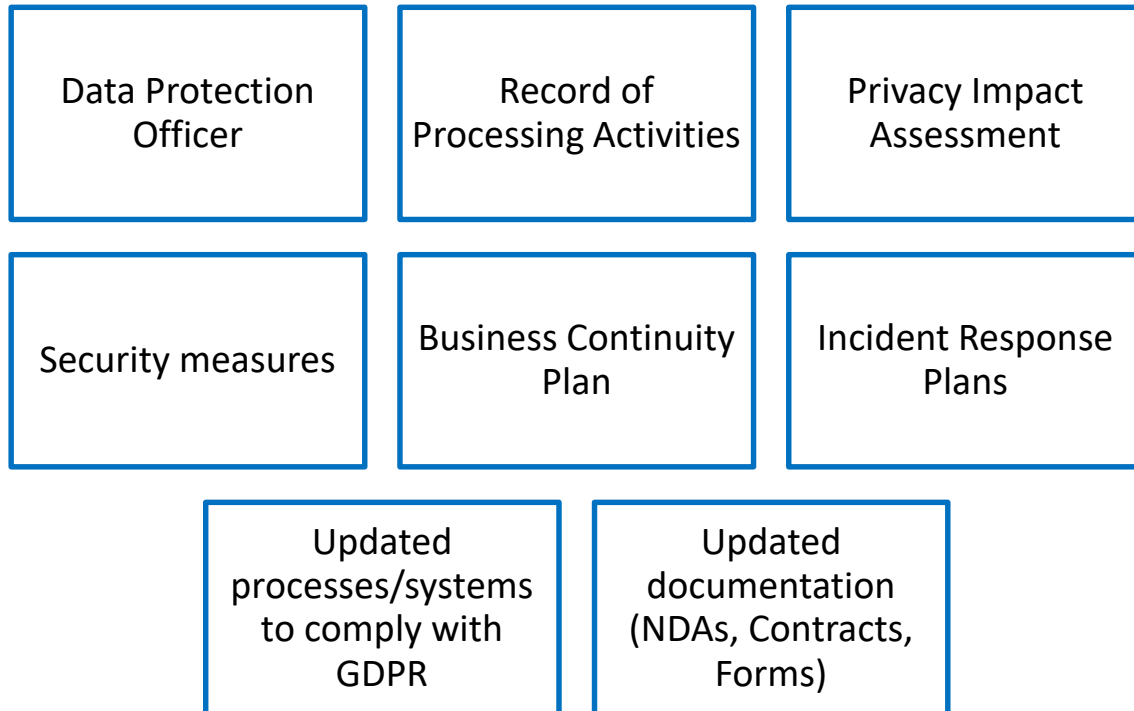 Data Protection
Officer
Record of
Processing Activities
Privacy Impact
Assessment
Security measures
Business Continuity
Plan
Incident Response
Plans
Updated
processes/systems
to comply with
GDPR
Updated
documentation
(NDAs, Contracts,
Forms)